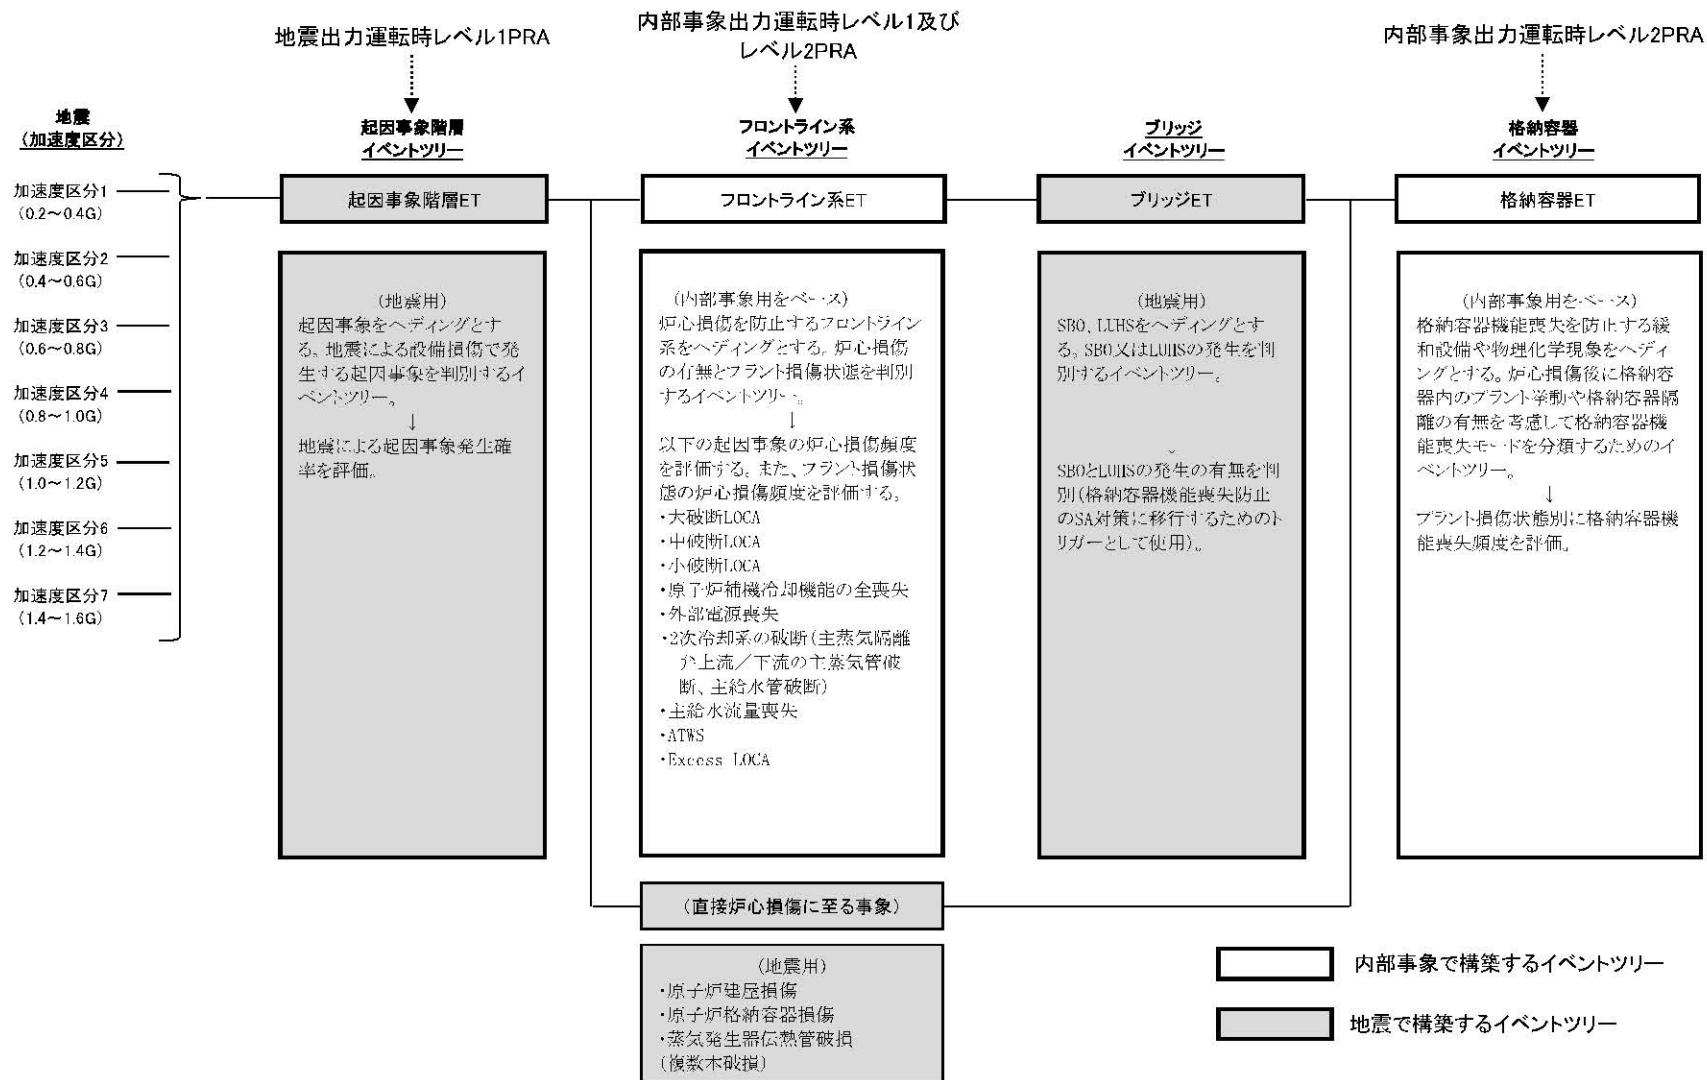 地震出力運転時レベル1PRA
内部事象出力運転時レベル1及び
レベル2PRA
内部事象出力運転時レベル2PRA
地震
(加速度区分)
起因事象階層
イベントツリー
フロントライン系
イベントツリー
ブリッジ
イベントツリー
格納容器
イベントツリー
加速度区分1
(0.2～0.4G)
加速度区分2
(0.4～0.6G)
加速度区分3
(0.6～0.8G)
加速度区分4
(0.8～1.0G)
加速度区分5
(1.0～1.2G)
加速度区分6
(1.2～1.4G)
加速度区分7
(1.4～1.6G)
起因事象階層ET
(地震用)
起因事象をヘディングとす
る。地震による設備損傷で発
生する起因事象を判別するイ
ベントツリー。
↓
地震による起因事象発生確
率を評価。
フロントライン系ET
(内部事象用をベース)
炉心損傷を防止するフロントライン
系をヘディングとする。炉心損傷
の有無とプラント損傷状態を判別
するイベントツリー。
↓
以下の起因事象の炉心損傷頻度
を評価する。また、プラント損傷状
態の炉心損傷頻度を評価する。
・大破断LOCA
・中破断LOCA
・小破断LOCA
・原子炉補機冷却機能の全喪失
・外部電源喪失
・2次冷却系の破断(主蒸気隔離
弁上流／下流の主蒸気管破
断、主給水管破断)
・主給水流量喪失
・ATWS
・Excess LOCA
ブリッジET
(地震用)
SBO、LUHSをヘディングとす
る。SBO又はLUHSの発生を判
別するイベントツリー。
SBOとLUHSの発生の有無を判
別(格納容器機能喪失防止
のSA対策に移行するためのト
リガーとして使用)。
格納容器ET
(内部事象用をベース)
格納容器機能喪失を防止する緩
和設備や物理化学現象をヘディ
ングとする。炉心損傷後に格納容
器内のプラント挙動や格納容器隔
離の有無を考慮して格納容器機
能喪失モードを分類するためのイ
ベントツリー。
↓
プラント損傷状態別に格納容器機
能喪失頻度を評価。
(直接炉心損傷に至る事象)
(地震用)
・原子炉建屋損傷
・原子炉格納容器損傷
・蒸気発生器伝熱管破損
(複数本破損)
内部事象で構築するイベントツリー
地震で構築するイベントツリー